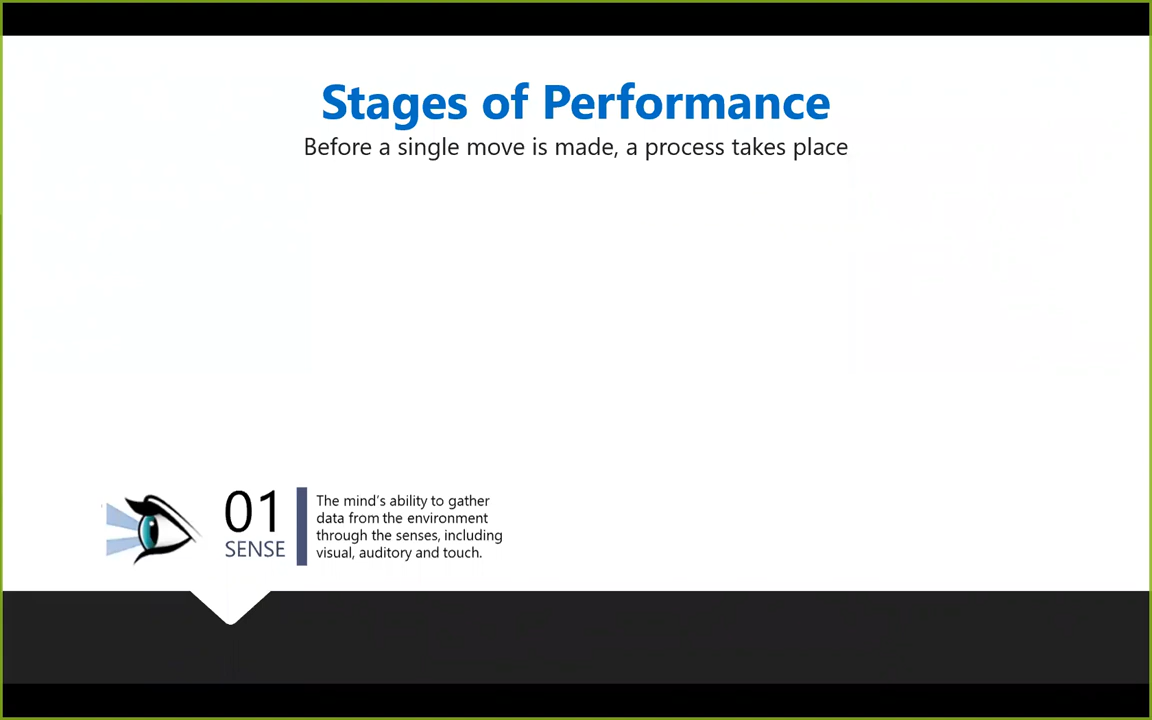 Stages of Performance
Before a single move is made, a process takes place
01
SENSE
The mind's ability to gather
data from the environment
through the senses, including
visual, auditory and touch.